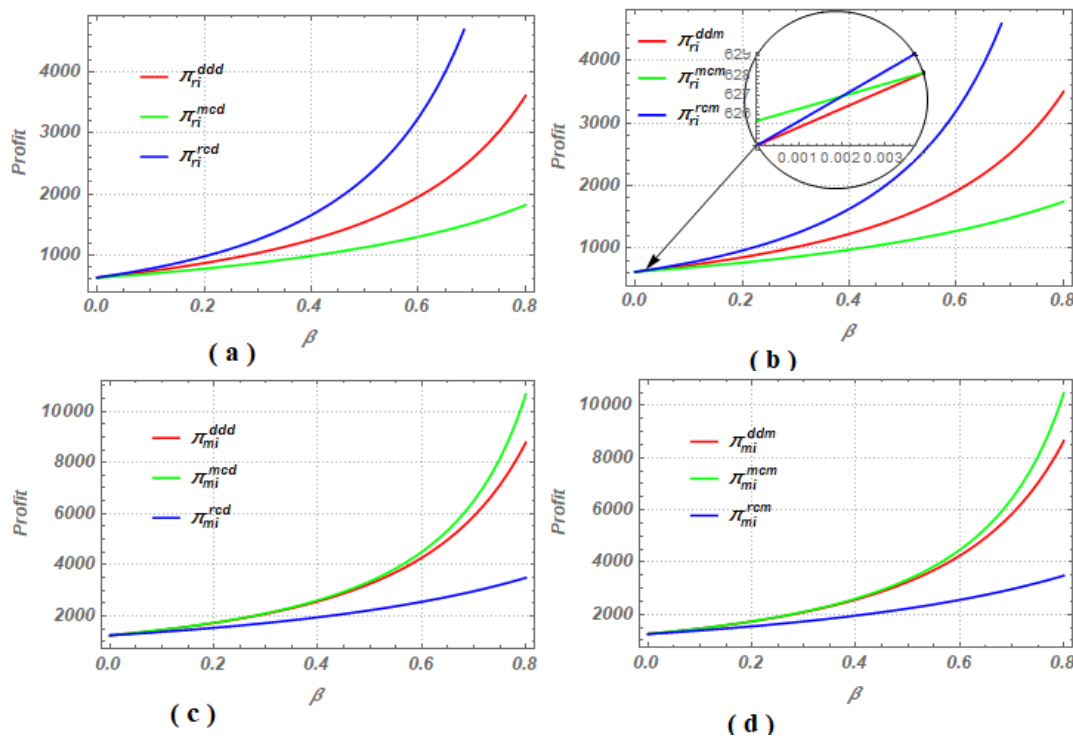 4000
3000
2000
1000
0.0 0.2 0.4 0.6 0.8
Profit
β
π_ri^ddd
π_ri^mcd
π_ri^rcd
( a )
4000
3000
2000
1000
0.0 0.2 0.4 0.6 0.8
Profit
β
π_ri^ddm
π_ri^mcm
π_ri^rcm
629
628
627
626
0.001 0.002 0.003
( b )
10000
8000
6000
4000
2000
0.0 0.2 0.4 0.6 0.8
Profit
β
π_mi^ddd
π_mi^mcd
π_mi^rcd
( c )
10000
8000
6000
4000
2000
0.0 0.2 0.4 0.6 0.8
Profit
β
π_mi^ddm
π_mi^mcm
π_mi^rcm
( d )